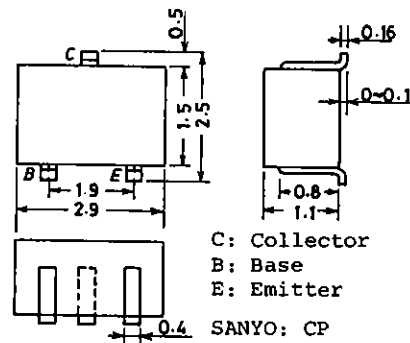 0.5
0.16
C
1.5
2.5
0~0.1
B
E
1.9
2.9
0.8
1.1
C: Collector
B: Base
E: Emitter
0.4
SANYO: CP